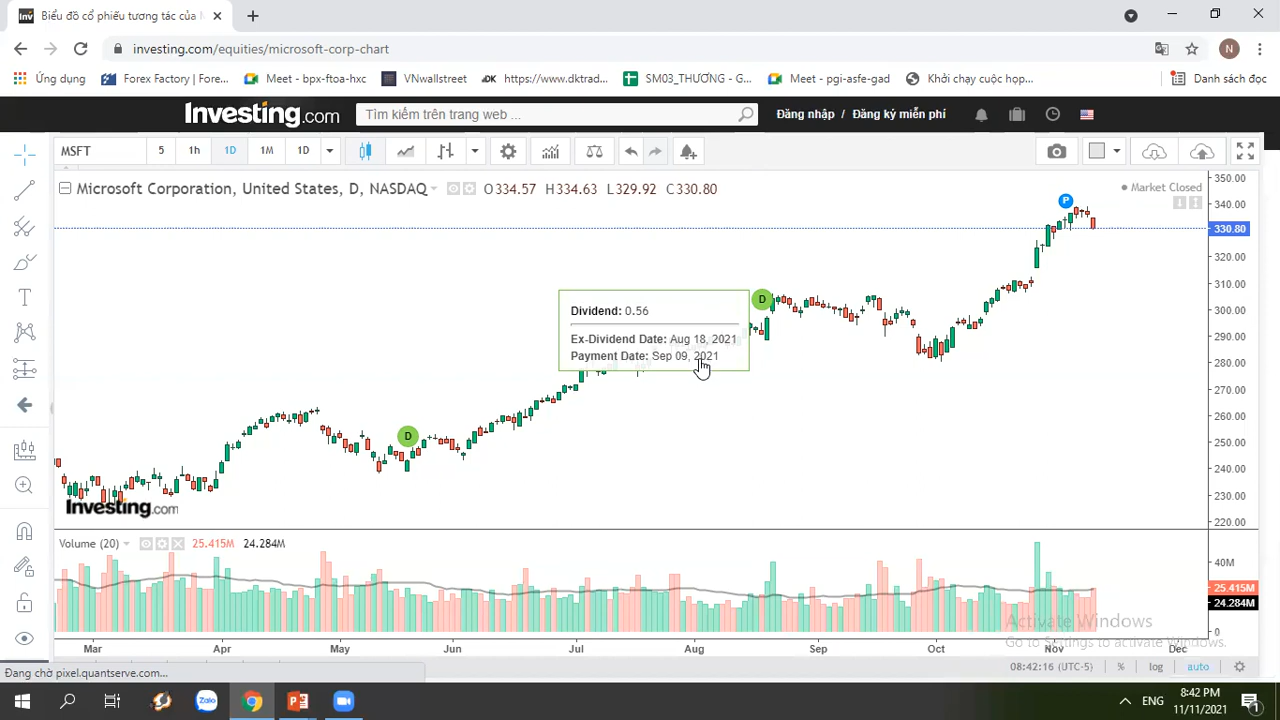 Biểu đồ cổ phiếu tương tác của M
investing.com/equities/microsoft-corp-chart
N
Ứng dụng
Forex Factory | Fore...
Meet - bpx-ftoa-hxc
VNwallstreet
https://www.dktrad...
SM03_THƯƠNG - G...
Meet - pgi-asfe-gad
Khởi chạy cuộc họp...
Danh sách đọc
Investing.com
Tìm kiếm trên trang web ...
Đăng nhập / Đăng ký miễn phí
MSFT
5
1h
1D
1M
1D
Microsoft Corporation, United States, D, NASDAQ
O334.57 H334.63 L329.92 C330.80
Market Closed
P
350.00
340.00
330.80
320.00
310.00
300.00
290.00
280.00
270.00
260.00
250.00
240.00
230.00
220.00
D
Dividend: 0.56
Ex-Dividend Date: Aug 18, 2021
Payment Date: Sep 09, 2021
D
Investing.com
Volume (20)
25.415M 24.284M
40M
25.415M
24.284M
0
Activate Windows
Go to Settings to activate Windows.
Mar Apr May Jun Jul Aug Sep Oct Nov Dec
08:42:16 (UTC-5)
%
log
auto
Đang chờ pixel.quantserve.com...
Zalo
ENG
8:42 PM
11/11/2021
1